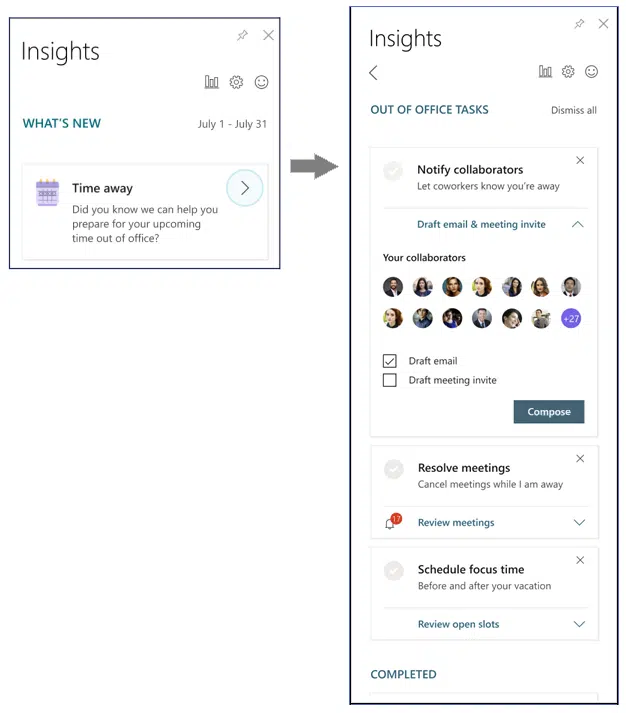 Insights
WHAT'S NEW
July 1 - July 31
Time away
Did you know we can help you
prepare for your upcoming
time out of office?
Insights
OUT OF OFFICE TASKS
Dismiss all
Notify collaborators
Let coworkers know you're away
Draft email & meeting invite
Your collaborators
+27
Draft email
Draft meeting invite
Compose
Resolve meetings
Cancel meetings while I am away
17
Review meetings
Schedule focus time
Before and after your vacation
Review open slots
COMPLETED